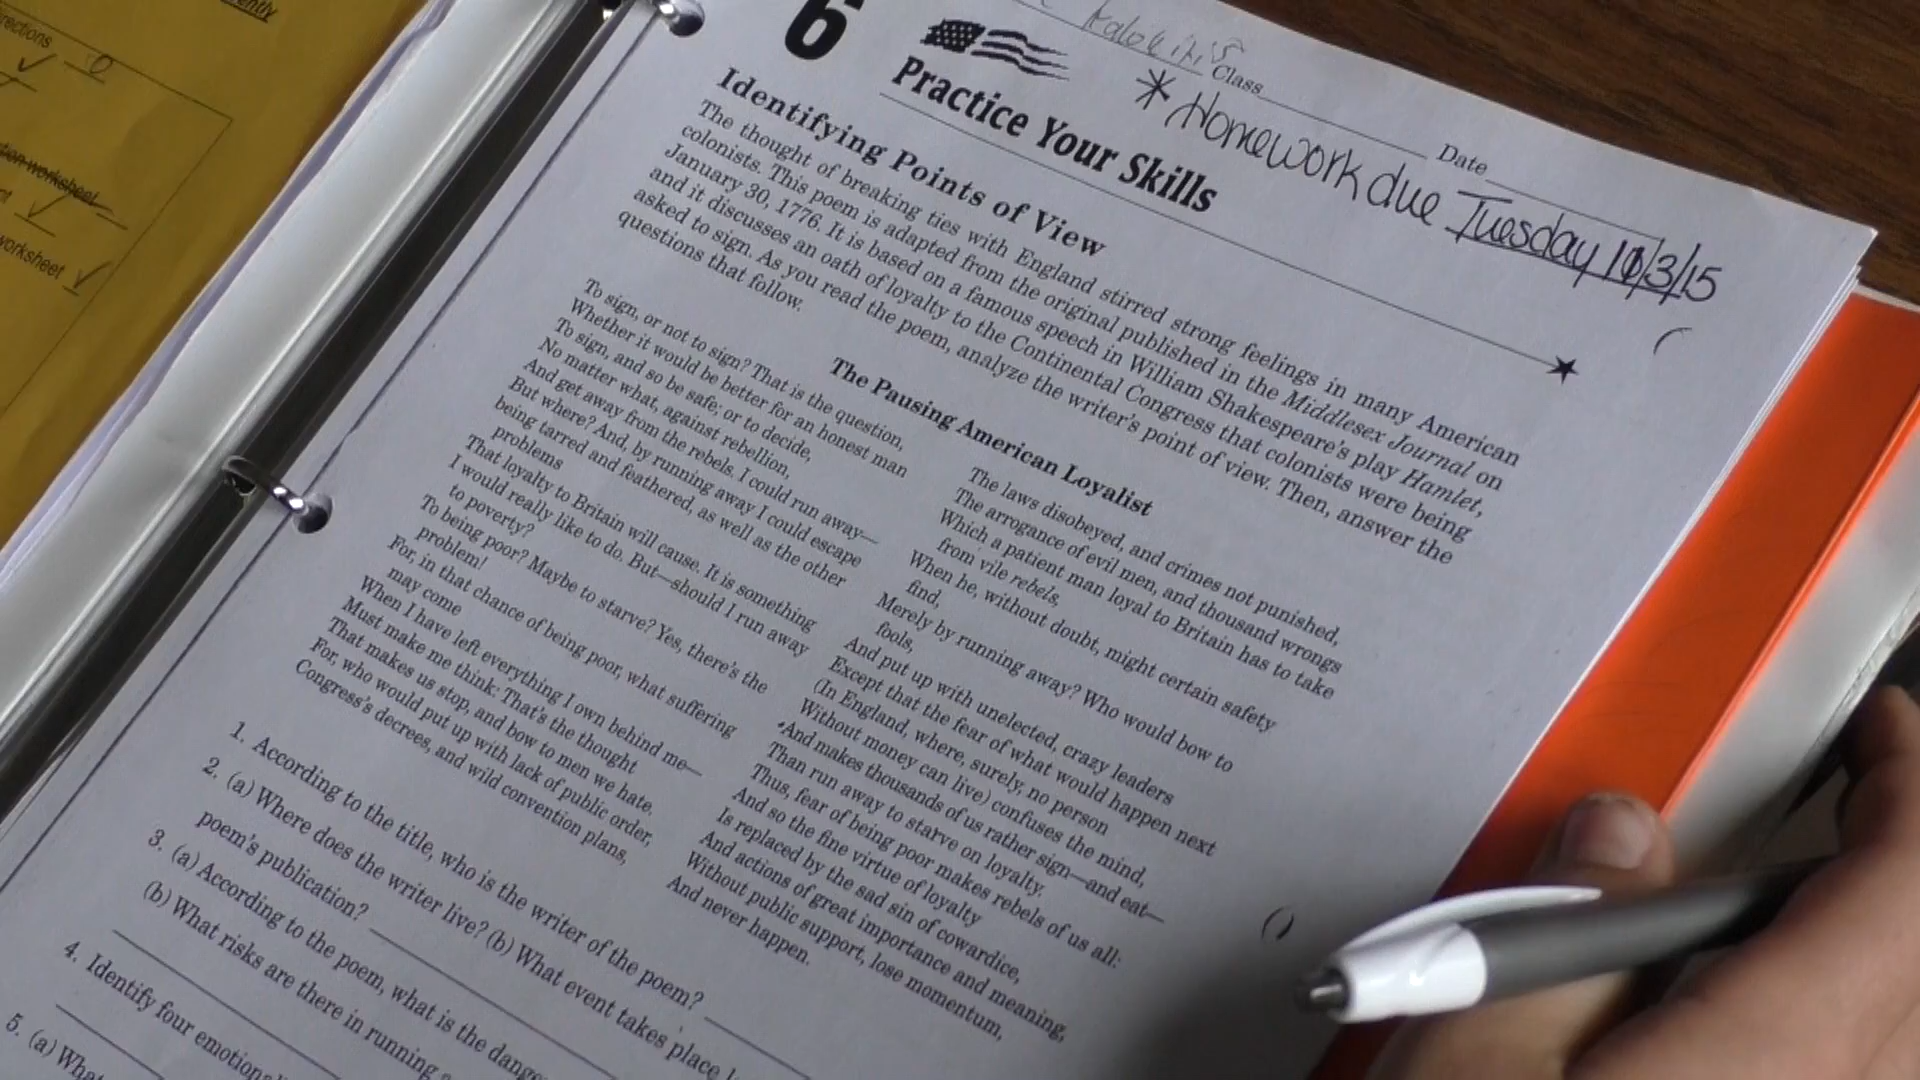 ections
worksheet
worksheet
6
Class
Date
* Homework due Tuesday 10/3/15
Practice Your Skills
Identifying Points of View
The thought of breaking ties with England stirred strong feelings in many American
colonists. This poem is adapted from the original published in the Middlesex Journal on
January 30, 1776. It is based on a famous speech in William Shakespeare's play Hamlet,
and it discusses an oath of loyalty to the Continental Congress that colonists were being
asked to sign. As you read the poem, analyze the writer's point of view. Then, answer the
questions that follow.
The Pausing American Loyalist
To sign, or not to sign? That is the question,
Whether it would be better for an honest man
To sign, and so be safe; or to decide,
No matter what, against rebellion,
And get away from the rebels. I could run away—
But where? And, by running away I could escape
being tarred and feathered, as well as the other
problems
That loyalty to Britain will cause. It is something
I would really like to do. But—should I run away
to poverty?
To being poor? Maybe to starve? Yes, there's the
problem!
For, in that chance of being poor, what suffering
may come
When I have left everything I own behind me—
Must make me think: That's the thought
That makes us stop, and bow to men we hate.
For, who would put up with lack of public order,
Congress's decrees, and wild convention plans,
The laws disobeyed, and crimes not punished,
The arrogance of evil men, and thousand wrongs
Which a patient man loyal to Britain has to take
from vile rebels,
When he, without doubt, might certain safety
find,
Merely by running away? Who would bow to
fools,
And put up with unelected, crazy leaders
Except that the fear of what would happen next
(In England, where, surely, no person
Without money can live) confuses the mind,
And makes thousands of us rather sign—and eat—
Than run away to starve on loyalty.
Thus, fear of being poor makes rebels of us all:
And so the fine virtue of loyalty
Is replaced by the sad sin of cowardice,
And actions of great importance and meaning,
Without public support, lose momentum,
And never happen.
1. According to the title, who is the writer of the poem?
2. (a) Where does the writer live? (b) What event takes place
poem's publication?
3. (a) According to the poem, what is the dange
(b) What risks are there in running
4. Identify four emotional
5. (a) What